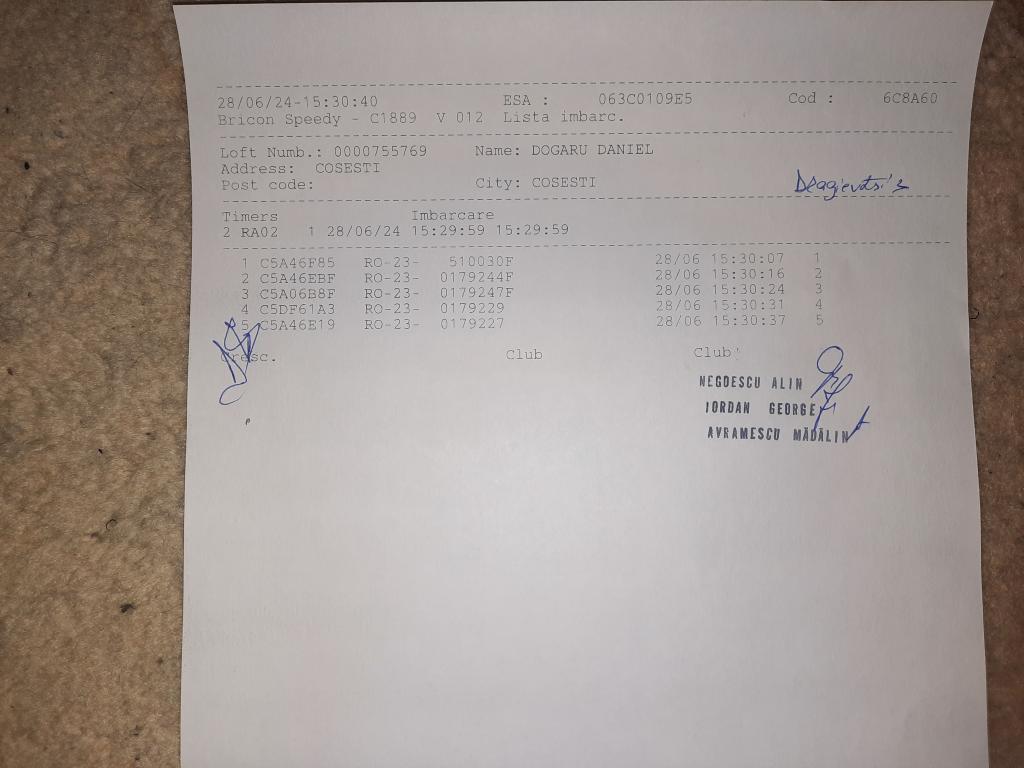 28/06/24-15:30:40 ESA : 063C0109E5 Cod : 6C8A60
Bricon Speedy - C1889 V 012 Lista imbarc.
Loft Numb.: 0000755769 Name: DOGARU DANIEL
Address: COSESTI
Post code: City: COSESTI
Timers Imbarcare
2 RA02 1 28/06/24 15:29:59 15:29:59
1 C5A46F85 RO-23- 510030F 28/06 15:30:07 1
2 C5A46EBF RO-23- 0179244F 28/06 15:30:16 2
3 C5A06B8F RO-23- 0179247F 28/06 15:30:24 3
4 C5DF61A3 RO-23- 0179229 28/06 15:30:31 4
5 C5A46E19 RO-23- 0179227 28/06 15:30:37 5
Cresc. Club Club
NEGOESCU ALIN
IORDAN GEORGE
AVRAMESCU MĂDĂLIN